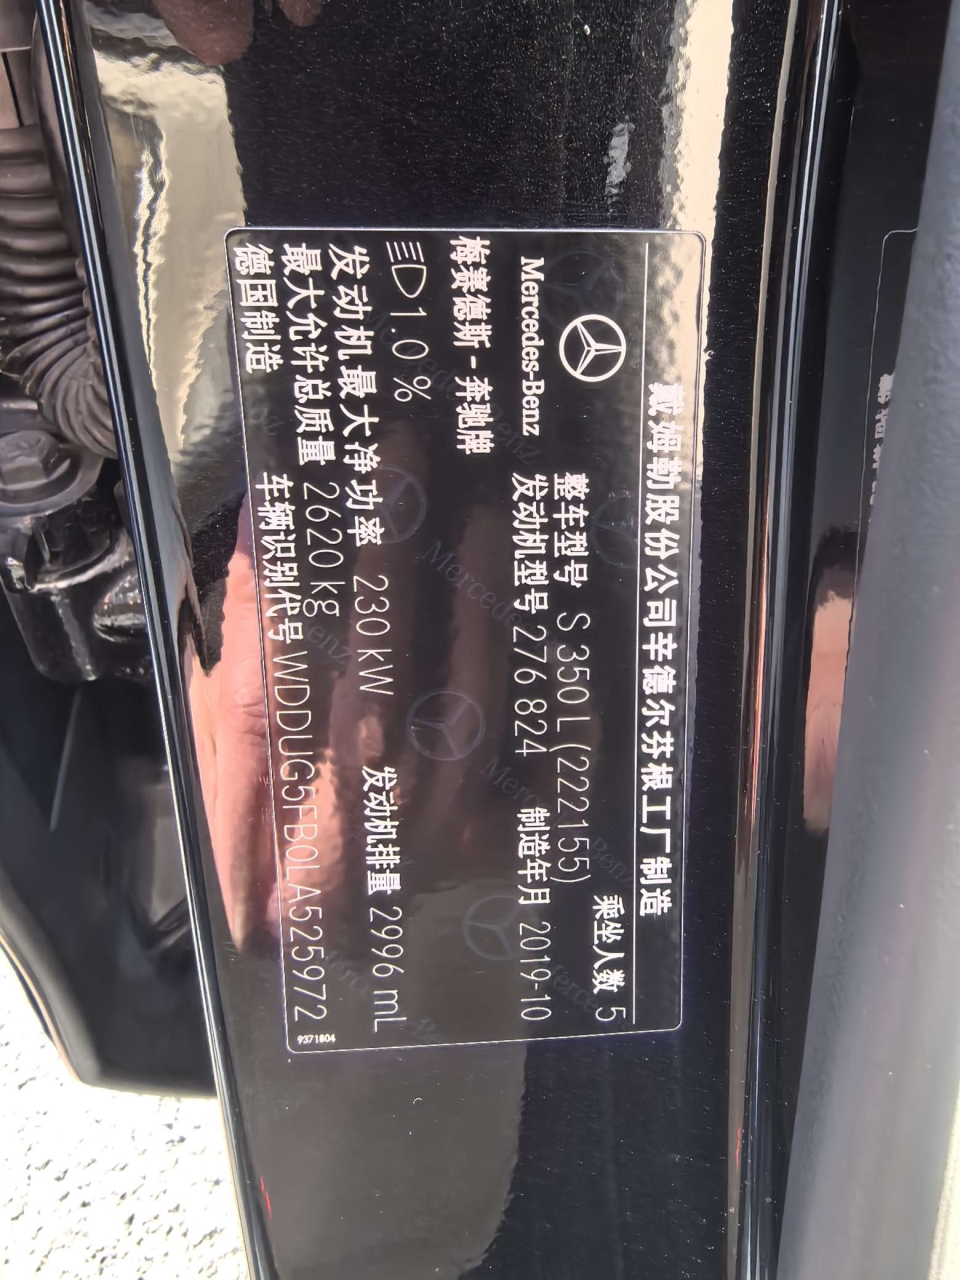 戴姆勒股份公司辛德尔芬根工厂制造
Mercedes-Benz
梅赛德斯-奔驰牌
乘坐人数 5
整车型号 S 350 L (222155)
发动机型号 276 824 制造年月 2019-10
1.0 %
发动机最大净功率 230 kW 发动机排量 2996 mL
最大允许总质量 2620 kg
德国制造 车辆识别代号 WDDUG5FB0LA525972
9371804